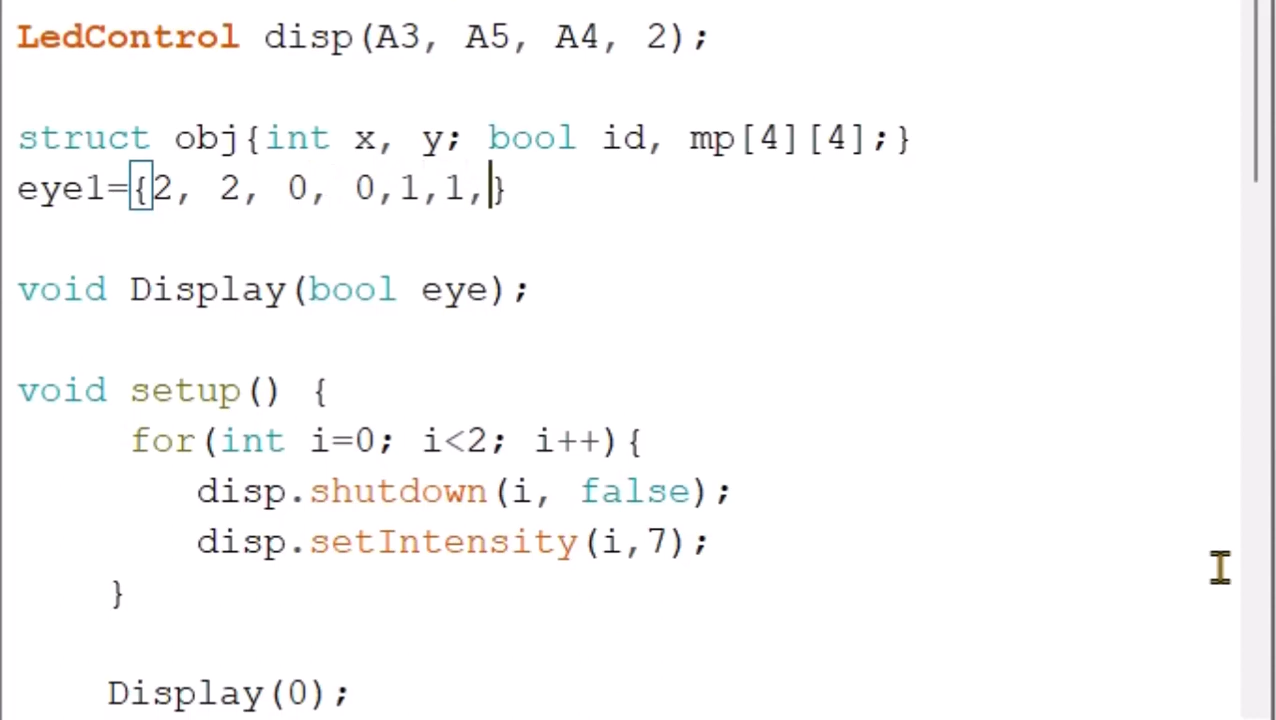 LedControl disp(A3, A5, A4, 2);
struct obj{int x, y; bool id, mp[4][4];}
eye1={2, 2, 0, 0,1,1,}
void Display(bool eye);
void setup() {
for(int i=0; i<2; i++){
disp.shutdown(i, false);
disp.setIntensity(i,7);
}
Display(0);